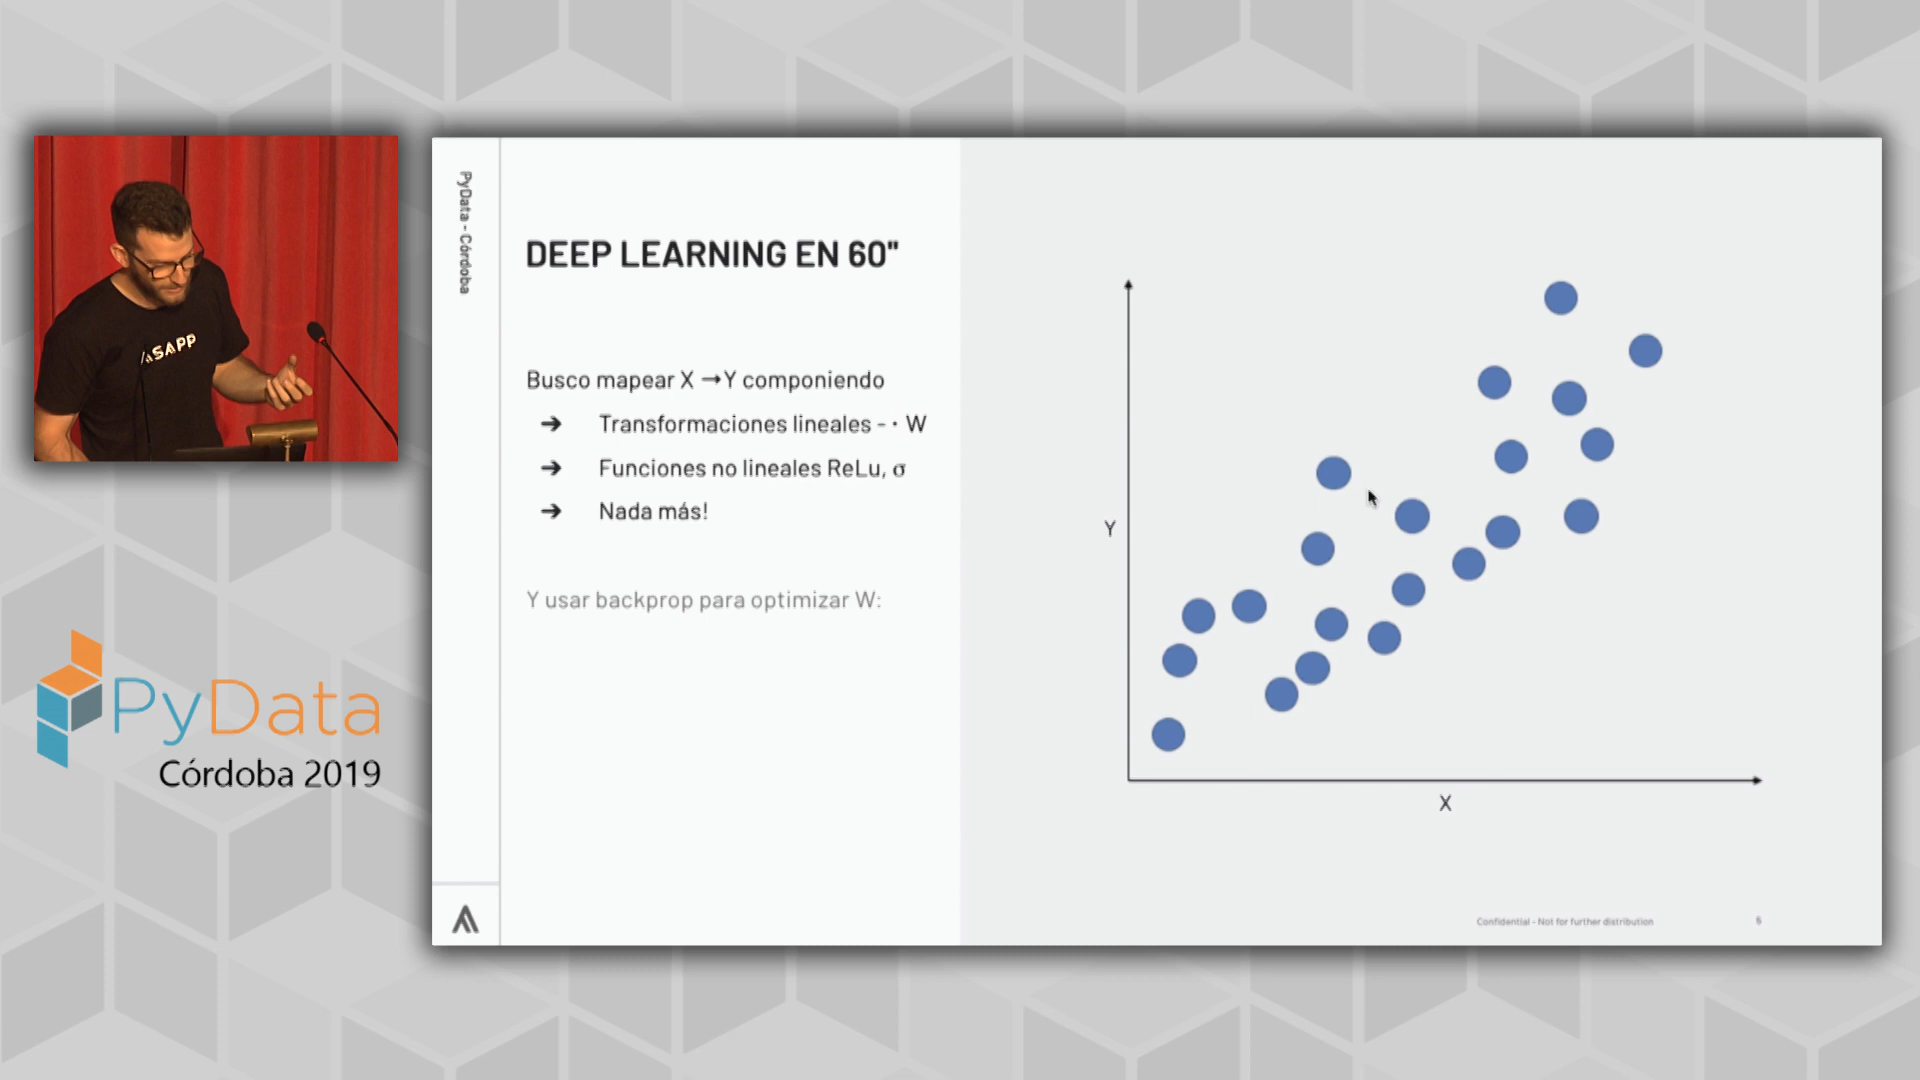 ASAPP
PyData
Córdoba 2019
PyData - Córdoba
DEEP LEARNING EN 60"
Busco mapear X →Y componiendo
➔ Transformaciones lineales - · W
➔ Funciones no lineales ReLu, σ
➔ Nada más!
Y usar backprop para optimizar W:
Y
X
Confidential - Not for further distribution